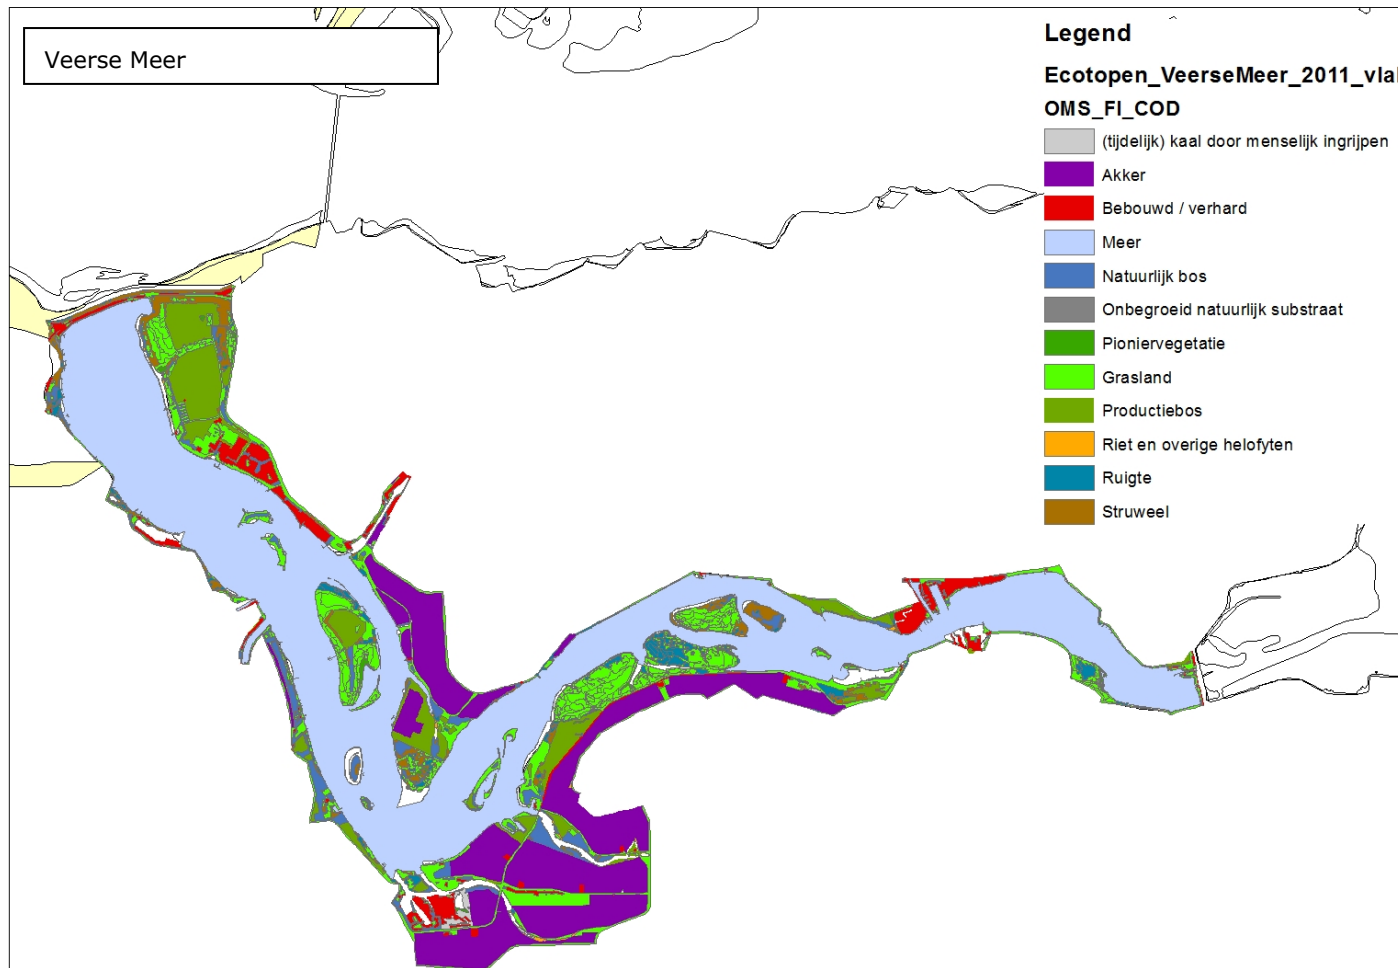 Veerse Meer
Legend
Ecotopen_VeerseMeer_2011_vla
OMS_FI_COD
(tijdelijk) kaal door menselijk ingrijpen
Akker
Bebouwd / verhard
Meer
Natuurlijk bos
Onbegroeid natuurlijk substraat
Pioniervegetatie
Grasland
Productiebos
Riet en overige helofyten
Ruigte
Struweel